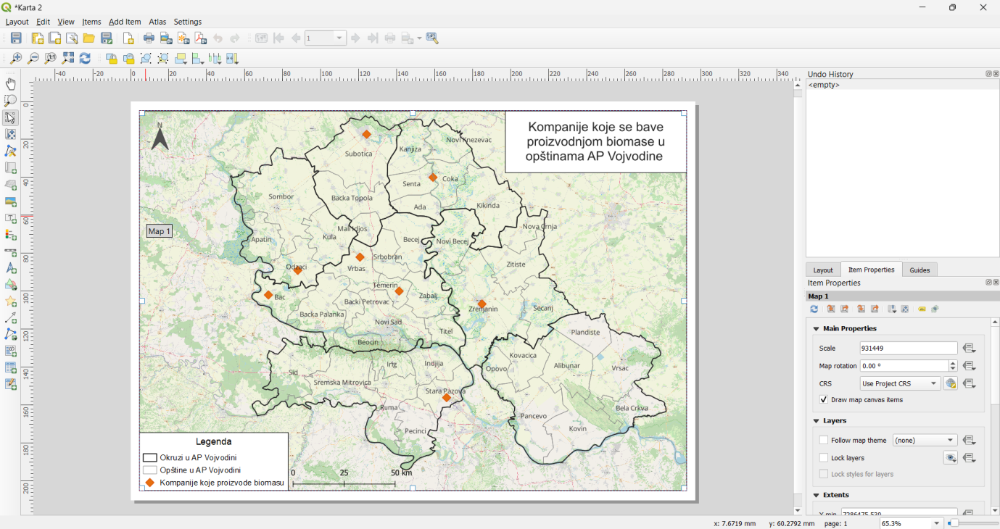 *Karta 2
Layout Edit View Items Add Item Atlas Settings
1
-40 -20 0 20 40 60 80 100 120 140 160 180 200 220 240 260 280 300 320 340
0
20
40
60
80
100
120
140
160
180
200
N
Kompanije koje se bave
proizvodnjom biomase u
opštinama AP Vojvodine
Map 1
Subotica
Kanjiza
Novi Knezevac
Senta
Coka
Sombor
Backa Topola
Ada
Kikinda
Mali Idjos
Nova Crnja
Apatin
Kula
Becej
Novi Becej
Srbobran
Odzaci
Vrbas
Zitiste
Temerin
Bac
Backi Petrovac
Zabalj
Zrenjanin
Secanj
Backa Palanka
Novi Sad
Titel
Plandiste
Beocin
Kovacica
Sid
Irig
Indjija
Opovo
Alibunar
Vrsac
Sremska Mitrovica
Stara Pazova
Ruma
Bela Crkva
Pancevo
Pecinci
Kovin
Legenda
Okruzi u AP Vojvodini
Opštine u AP Vojvodini
Kompanije koje proizvode biomasu
0 25 50 km
Undo History
<empty>
Layout Item Properties Guides
Item Properties
Map 1
Main Properties
Scale 931449
Map rotation 0.00 °
CRS Use Project CRS
Draw map canvas items
Layers
Follow map theme (none)
Lock layers
Lock styles for layers
Extents
X min 7286475.530
x: 7.6719 mm y: 60.2792 mm page: 1 65.3%